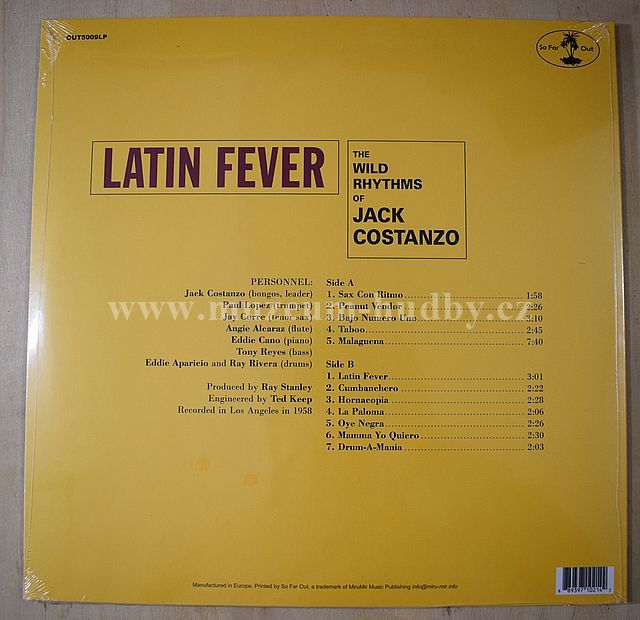 OUT5009LP
So Far Out
LATIN FEVER
THE
WILD
RHYTHMS
OF
JACK
COSTANZO
PERSONNEL:
Jack Costanzo (bongos, leader)
Paul Lopez (trumpet)
Jay Corre (tenor sax)
Angie Alcaraz (flute)
Eddie Cano (piano)
Tony Reyes (bass)
Eddie Aparicio and Ray Rivera (drums)
Produced by Ray Stanley
Engineered by Ted Keep
Recorded in Los Angeles in 1958
Side A
1. Sax Con Ritmo 1:58
2. Peanut Vendor 2:26
3. Bajo Numero Uno 3:10
4. Taboo 2:45
5. Malaguena 7:40
Side B
1. Latin Fever 3:01
2. Cumbanchero 2:22
3. Hornacopia 2:28
4. La Paloma 2:06
5. Oye Negra 2:26
6. Mamma Yo Quiero 2:30
7. Drum-A-Mania 2:03
Manufactured in Europe. Printed by So Far Out, a trademark of MiruMir Music Publishing info@miru-mir.info